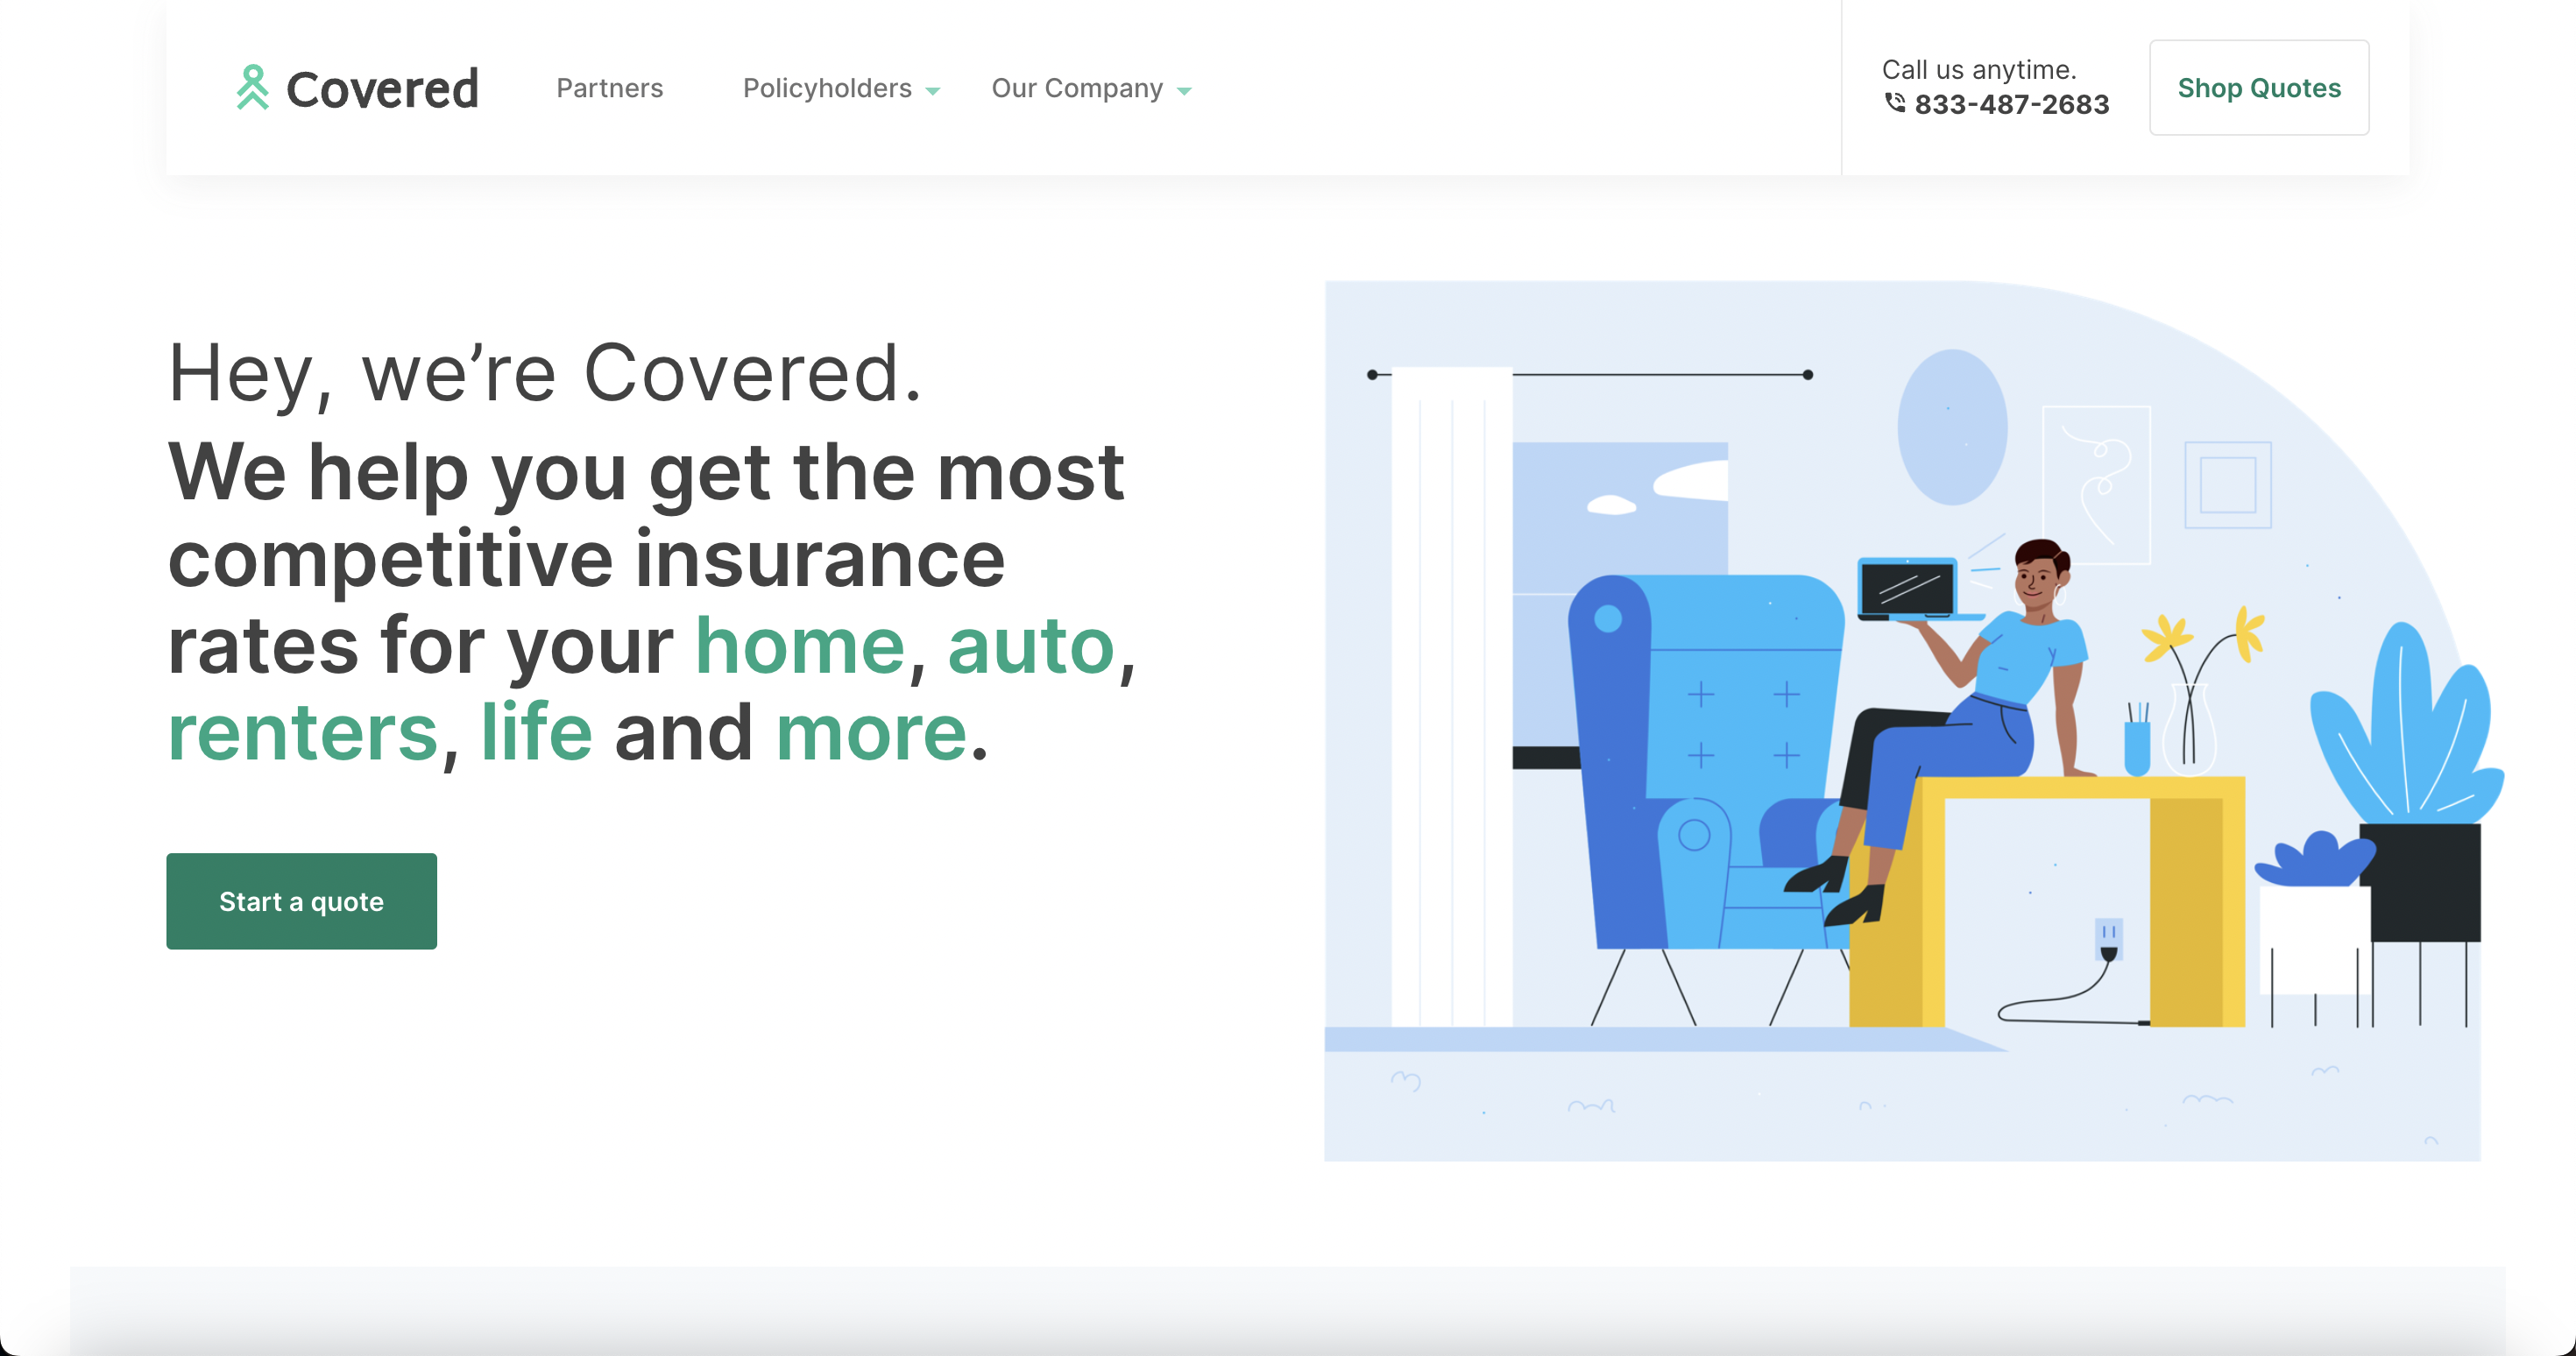 Covered
Partners
Policyholders
Our Company
Call us anytime.
833-487-2683
Shop Quotes
Hey, we’re Covered.
We help you get the most
competitive insurance
rates for your home, auto,
renters, life and more.
Start a quote